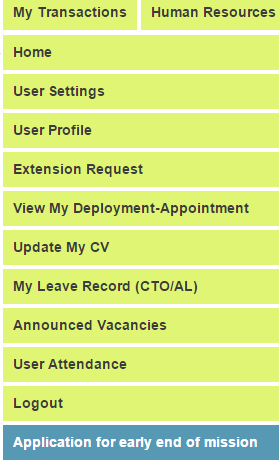 My Transactions Human Resources
Home
User Settings
User Profile
Extension Request
View My Deployment-Appointment
Update My CV
My Leave Record (CTO/AL)
Announced Vacancies
User Attendance
Logout
Application for early end of mission